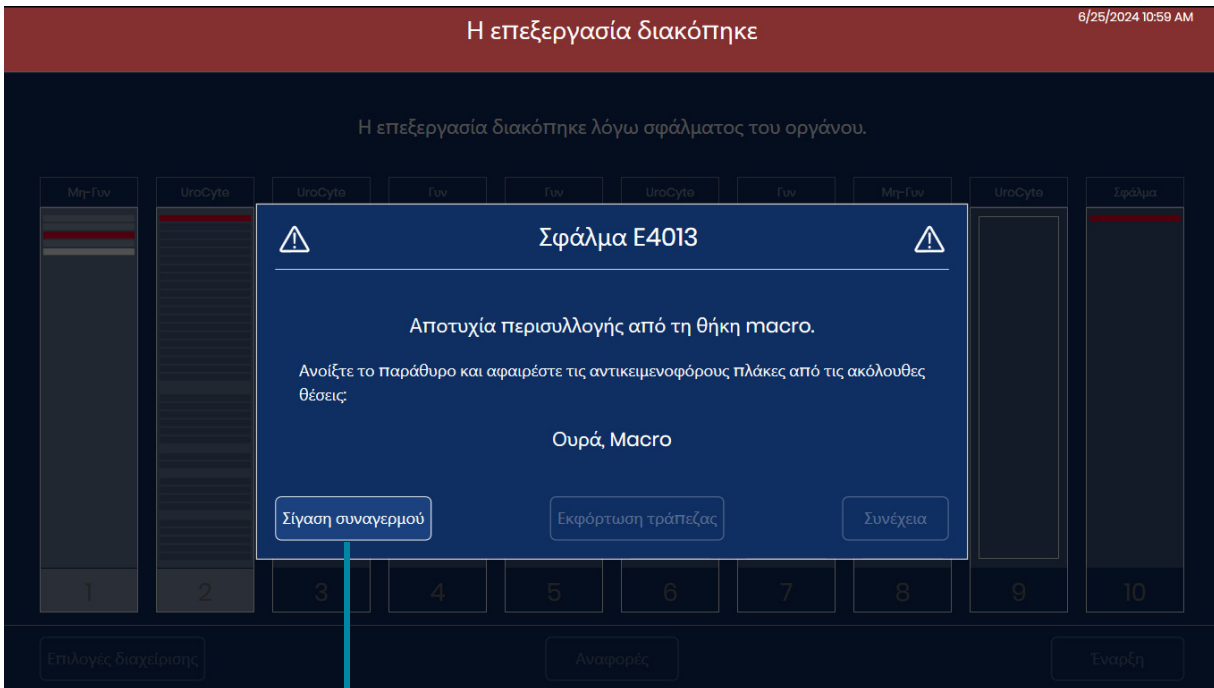 6/25/2024 10:59 AM
Η επεξεργασία διακόπηκε
Η επεξεργασία διακόπηκε λόγω σφάλματος του οργάνου.
Μη-Γυν UroCyte UroCyte Γυν Γυν UroCyte Γυν Μη-Γυν UroCyte Σφάλμα
Σφάλμα E4013
Αποτυχία περισυλλογής από τη θήκη macro.
Ανοίξτε το παράθυρο και αφαιρέστε τις αντικειμενοφόρους πλάκες από τις ακόλουθες
θέσεις:
Ουρά, Macro
Σίγαση συναγερμού Εκφόρτωση τράπεζας Συνέχεια
1 2 3 4 5 6 7 8 9 10
Επιλογές διαχείρισης Αναφορές Έναρξη